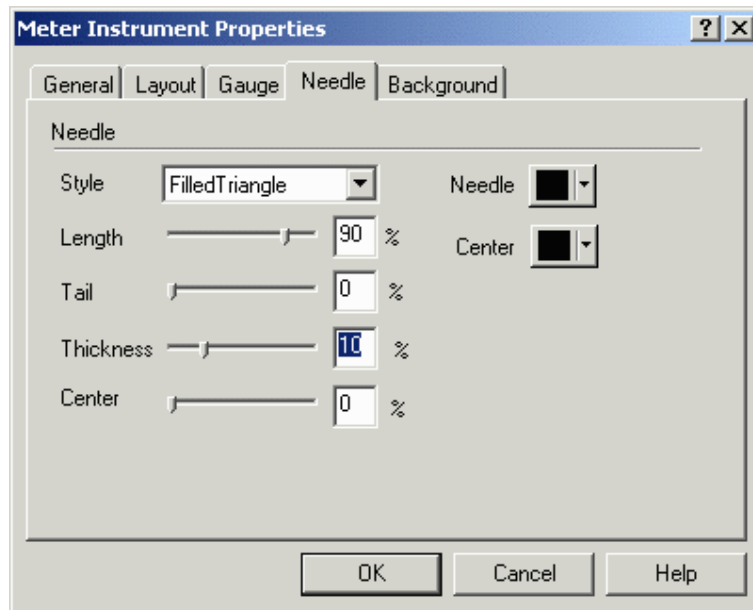 Meter Instrument Properties
General Layout Gauge Needle Background
Needle
Style FilledTriangle Needle
Length 90 % Center
Tail 0 %
Thickness 10 %
Center 0 %
OK Cancel Help